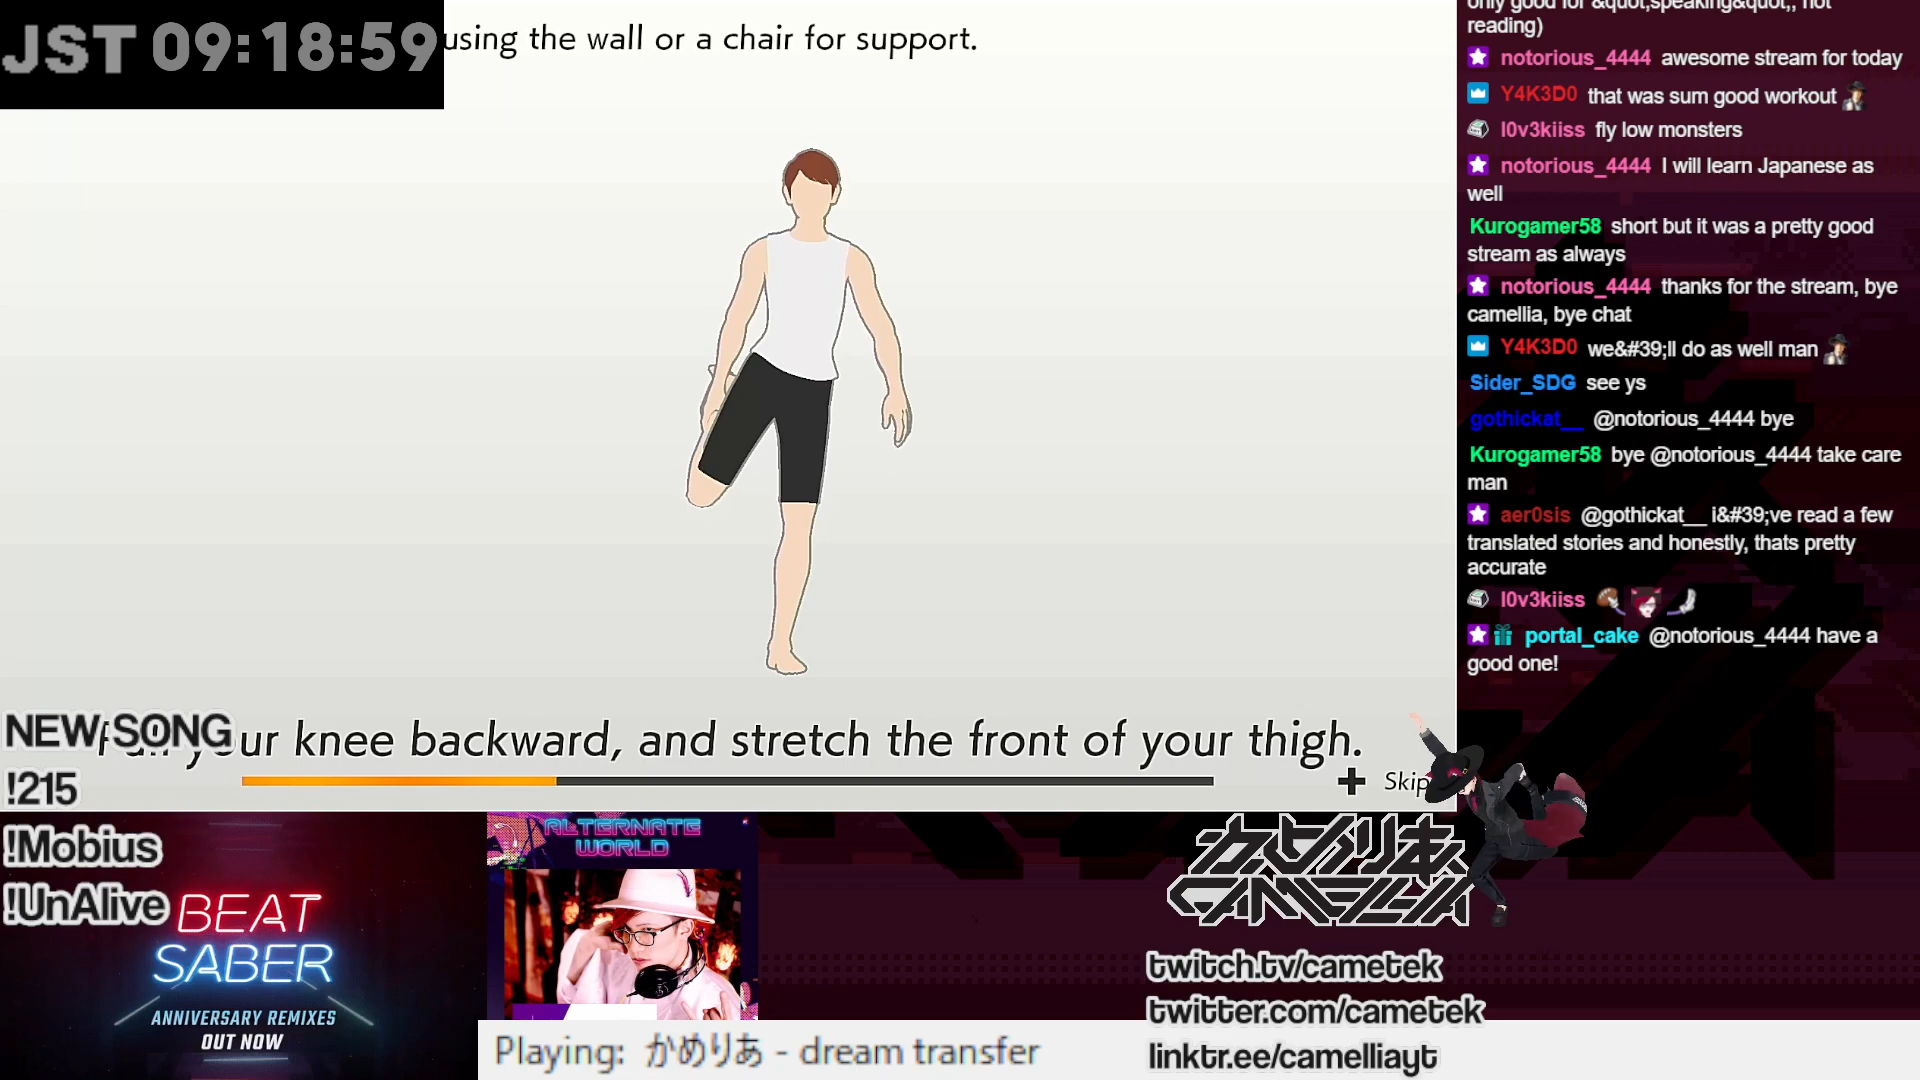 JST 09:18:59
using the wall or a chair for support.
only good for &quot;speaking&quot;, not
reading)
notorious_4444 awesome stream for today
Y4K3D0 that was sum good workout
l0v3kiiss fly low monsters
notorious_4444 I will learn Japanese as
well
Kurogamer58 short but it was a pretty good
stream as always
notorious_4444 thanks for the stream, bye
camellia, bye chat
Y4K3D0 we&#39;ll do as well man
Sider_SDG see ys
gothickat__ @notorious_4444 bye
Kurogamer58 bye @notorious_4444 take care
man
aer0sis @gothickat__ i&#39;ve read a few
translated stories and honestly, thats pretty
accurate
l0v3kiiss
portal_cake @notorious_4444 have a
good one!
NEW SONG
your knee backward, and stretch the front of your thigh.
Skip
!215
!Mobius
!UnAlive
BEAT
SABER
ANNIVERSARY REMIXES
OUT NOW
ALTERNATE
WORLD
かめりあ
CAMELLIA
twitch.tv/cametek
twitter.com/cametek
linktr.ee/camelliayt
Playing: かめりあ - dream transfer